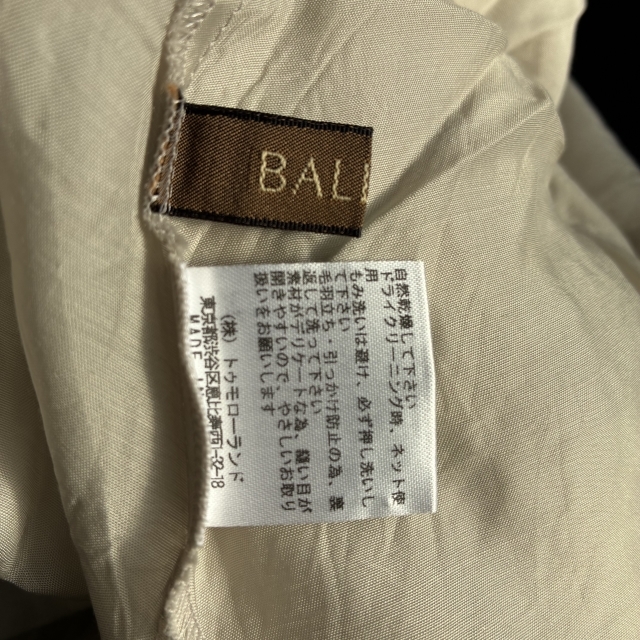 BALL
自然乾燥して下さい
ドライクリーニング時、ネット使
用
もみ洗いは避け、必ず押し洗いし
て下さい
毛羽立ち・引っかけ防止の為、裏
返して洗って下さい
素材がデリケートな為、縫い目が
開きやすいので、やさしいお取り
扱いをお願いします
(株)トゥモローランド
東京都渋谷区恵比寿西1-32-18
MADE IN